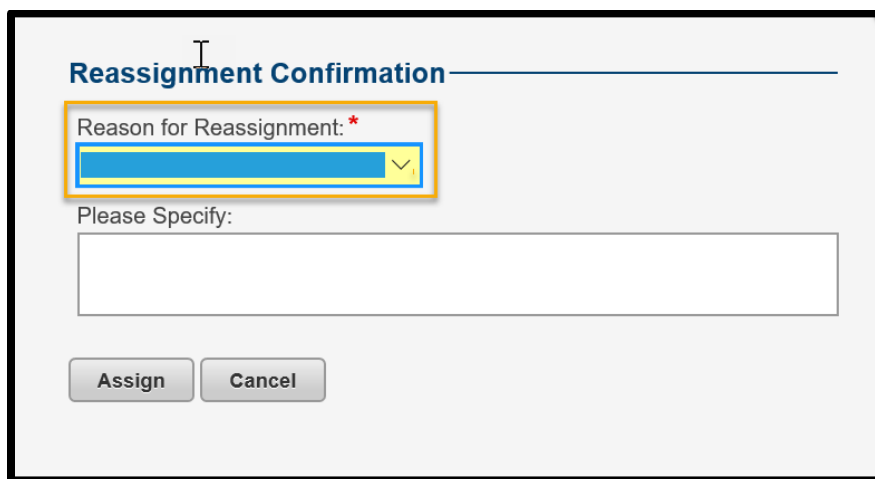 Reassignment Confirmation
Reason for Reassignment: *
Please Specify:
Assign Cancel